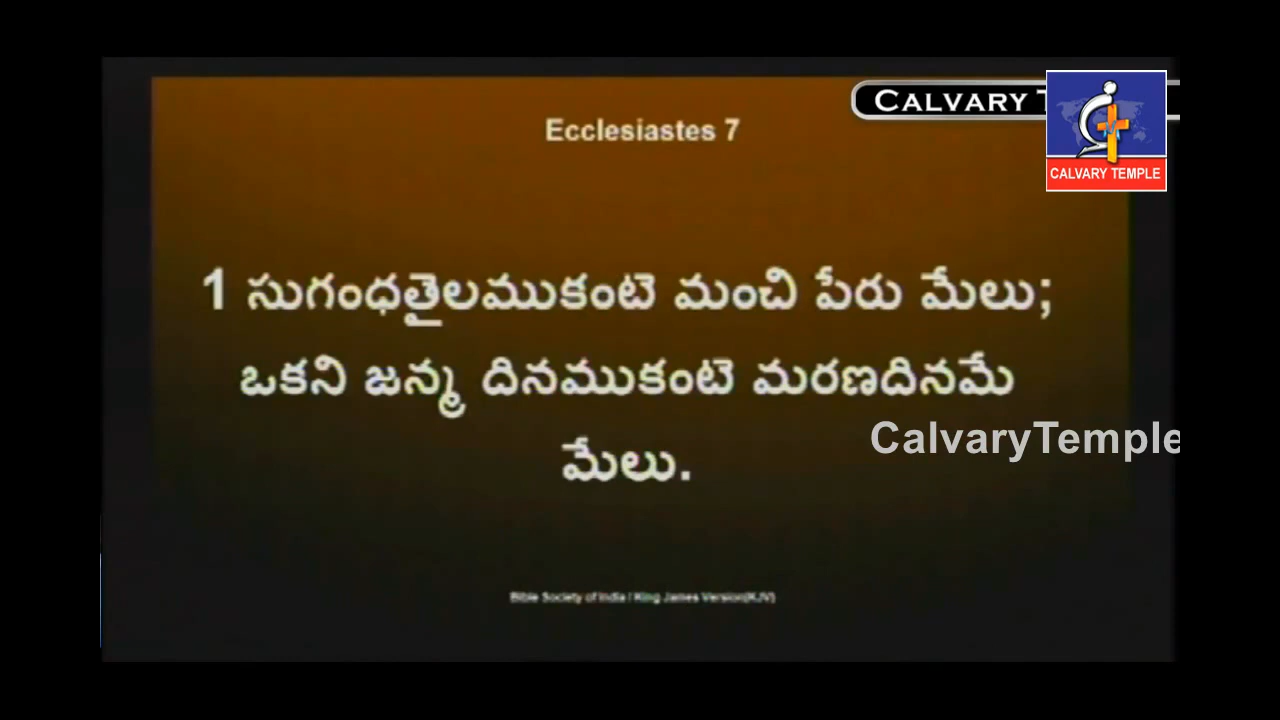 CALVARY T
CALVARY TEMPLE
Ecclesiastes 7
1 సుగంధతైలముకంటె మంచి పేరు మేలు;
ఒకని జన్మ దినముకంటె మరణదినమే
మేలు.
CalvaryTemple
Bible Society of India / King James Version(KJV)